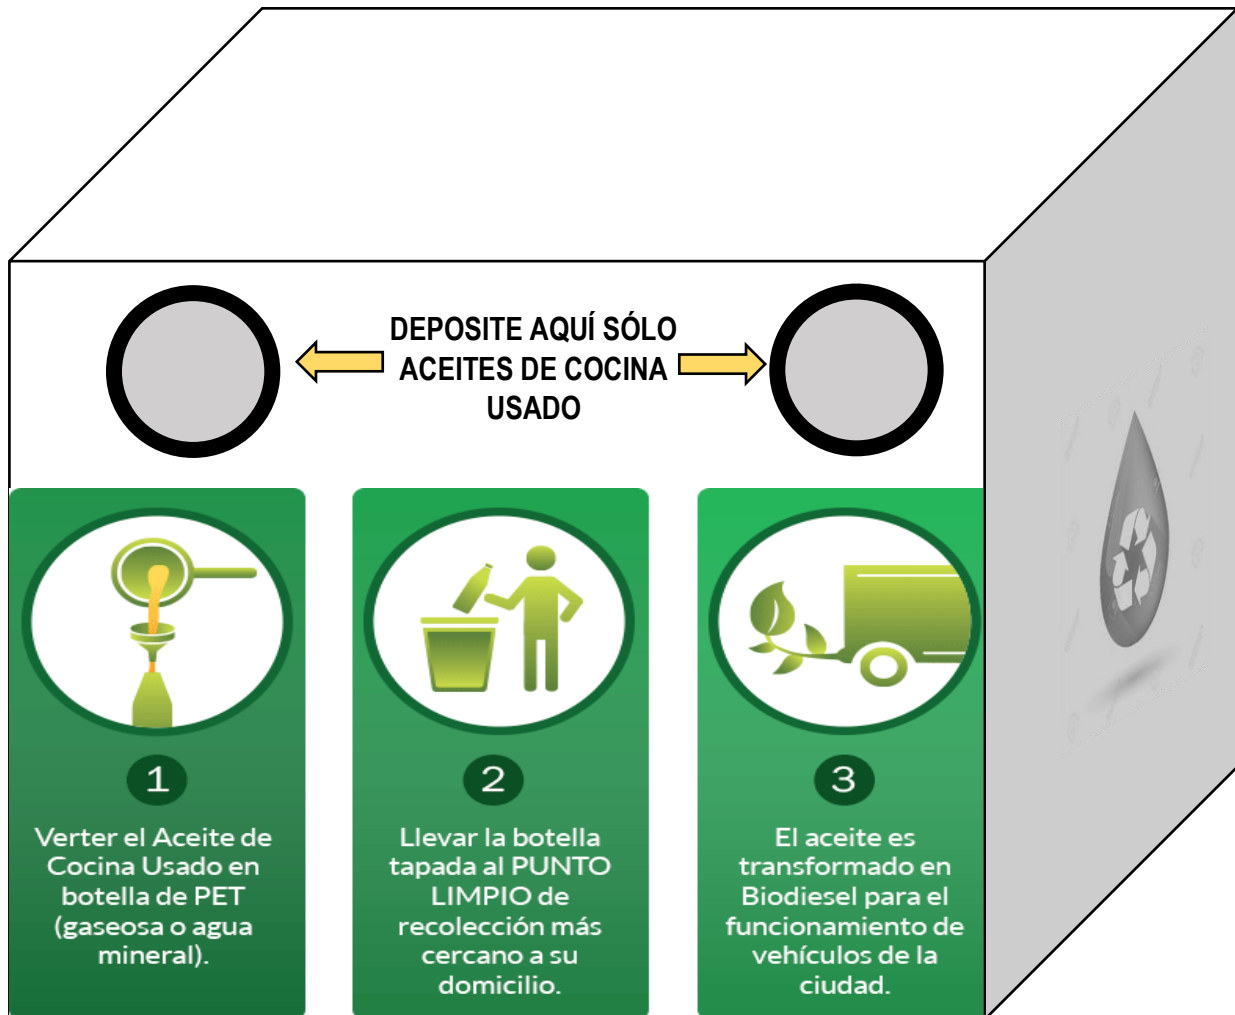 DEPOSITE AQUÍ SÓLO
ACEITES DE COCINA
USADO
1
Verter el Aceite de
Cocina Usado en
botella de PET
(gaseosa o agua
mineral).
2
Llevar la botella
tapada al PUNTO
LIMPIO de
recolección más
cercano a su
domicilio.
3
El aceite es
transformado en
Biodiesel para el
funcionamiento de
vehículos de la
ciudad.